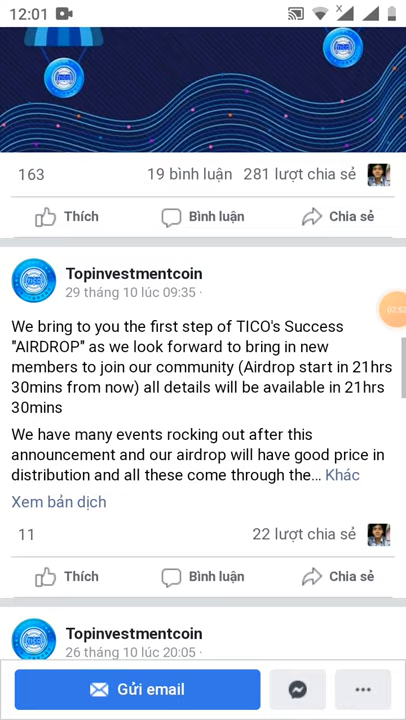 12:01
x
163
19 bình luận 281 lượt chia sẻ
Thích Bình luận Chia sẻ
Topinvestmentcoin
29 tháng 10 lúc 09:35 ·
We bring to you the first step of TICO's Success
"AIRDROP" as we look forward to bring in new
members to join our community (Airdrop start in 21hrs
30mins from now) all details will be available in 21hrs
30mins
We have many events rocking out after this
announcement and our airdrop will have good price in
distribution and all these come through the... Khác
Xem bản dịch
11
22 lượt chia sẻ
Thích Bình luận Chia sẻ
Topinvestmentcoin
26 tháng 10 lúc 20:05 ·
Gửi email